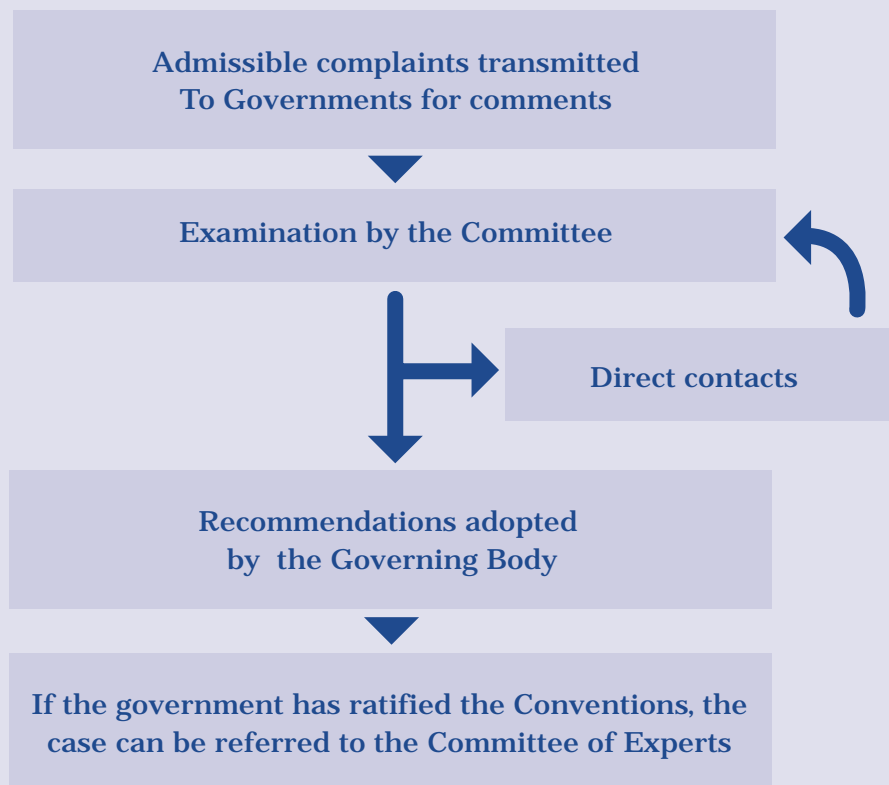 Admissible complaints transmitted
To Governments for comments
Examination by the Committee
Direct contacts
Recommendations adopted
by the Governing Body
If the government has ratified the Conventions, the
case can be referred to the Committee of Experts